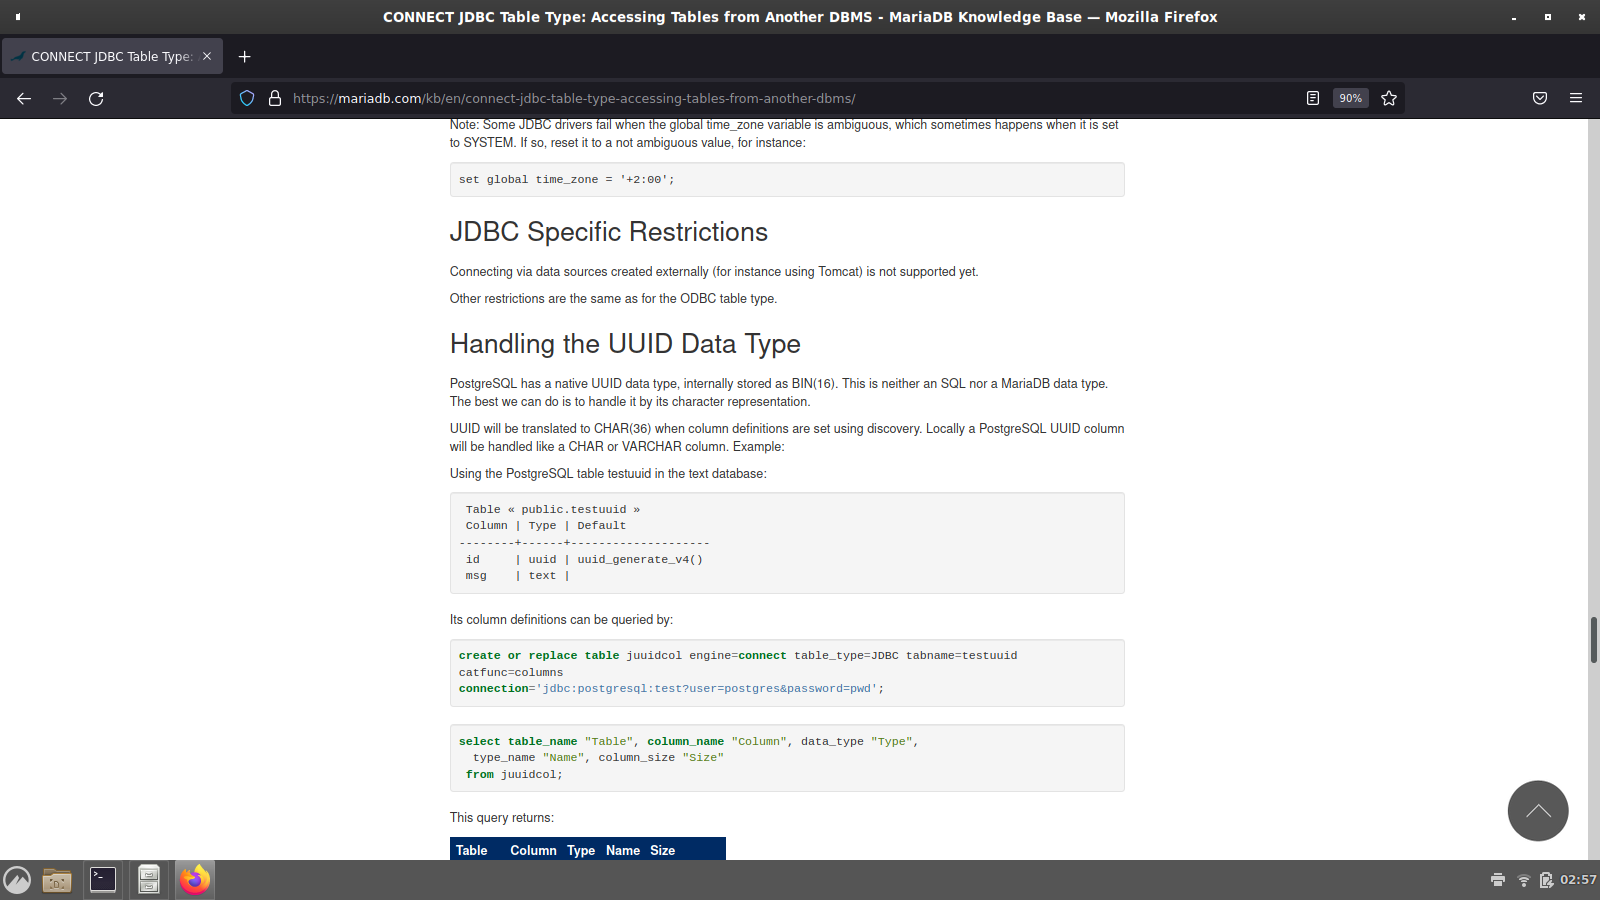 CONNECT JDBC Table Type: Accessing Tables from Another DBMS - MariaDB Knowledge Base — Mozilla Firefox
CONNECT JDBC Table Type:
https://mariadb.com/kb/en/connect-jdbc-table-type-accessing-tables-from-another-dbms/
90%
Note: Some JDBC drivers fail when the global time_zone variable is ambiguous, which sometimes happens when it is set
to SYSTEM. If so, reset it to a not ambiguous value, for instance:
set global time_zone = '+2:00';
JDBC Specific Restrictions
Connecting via data sources created externally (for instance using Tomcat) is not supported yet.
Other restrictions are the same as for the ODBC table type.
Handling the UUID Data Type
PostgreSQL has a native UUID data type, internally stored as BIN(16). This is neither an SQL nor a MariaDB data type.
The best we can do is to handle it by its character representation.
UUID will be translated to CHAR(36) when column definitions are set using discovery. Locally a PostgreSQL UUID column
will be handled like a CHAR or VARCHAR column. Example:
Using the PostgreSQL table testuuid in the text database:
Table « public.testuuid »
Column | Type | Default
--------+------+--------------------
id     | uuid | uuid_generate_v4()
msg    | text |
Its column definitions can be queried by:
create or replace table juuidcol engine=connect table_type=JDBC tabname=testuuid
catfunc=columns
connection='jdbc:postgresql:test?user=postgres&password=pwd';
select table_name "Table", column_name "Column", data_type "Type",
type_name "Name", column_size "Size"
from juuidcol;
This query returns:
Table Column Type Name Size
02:57